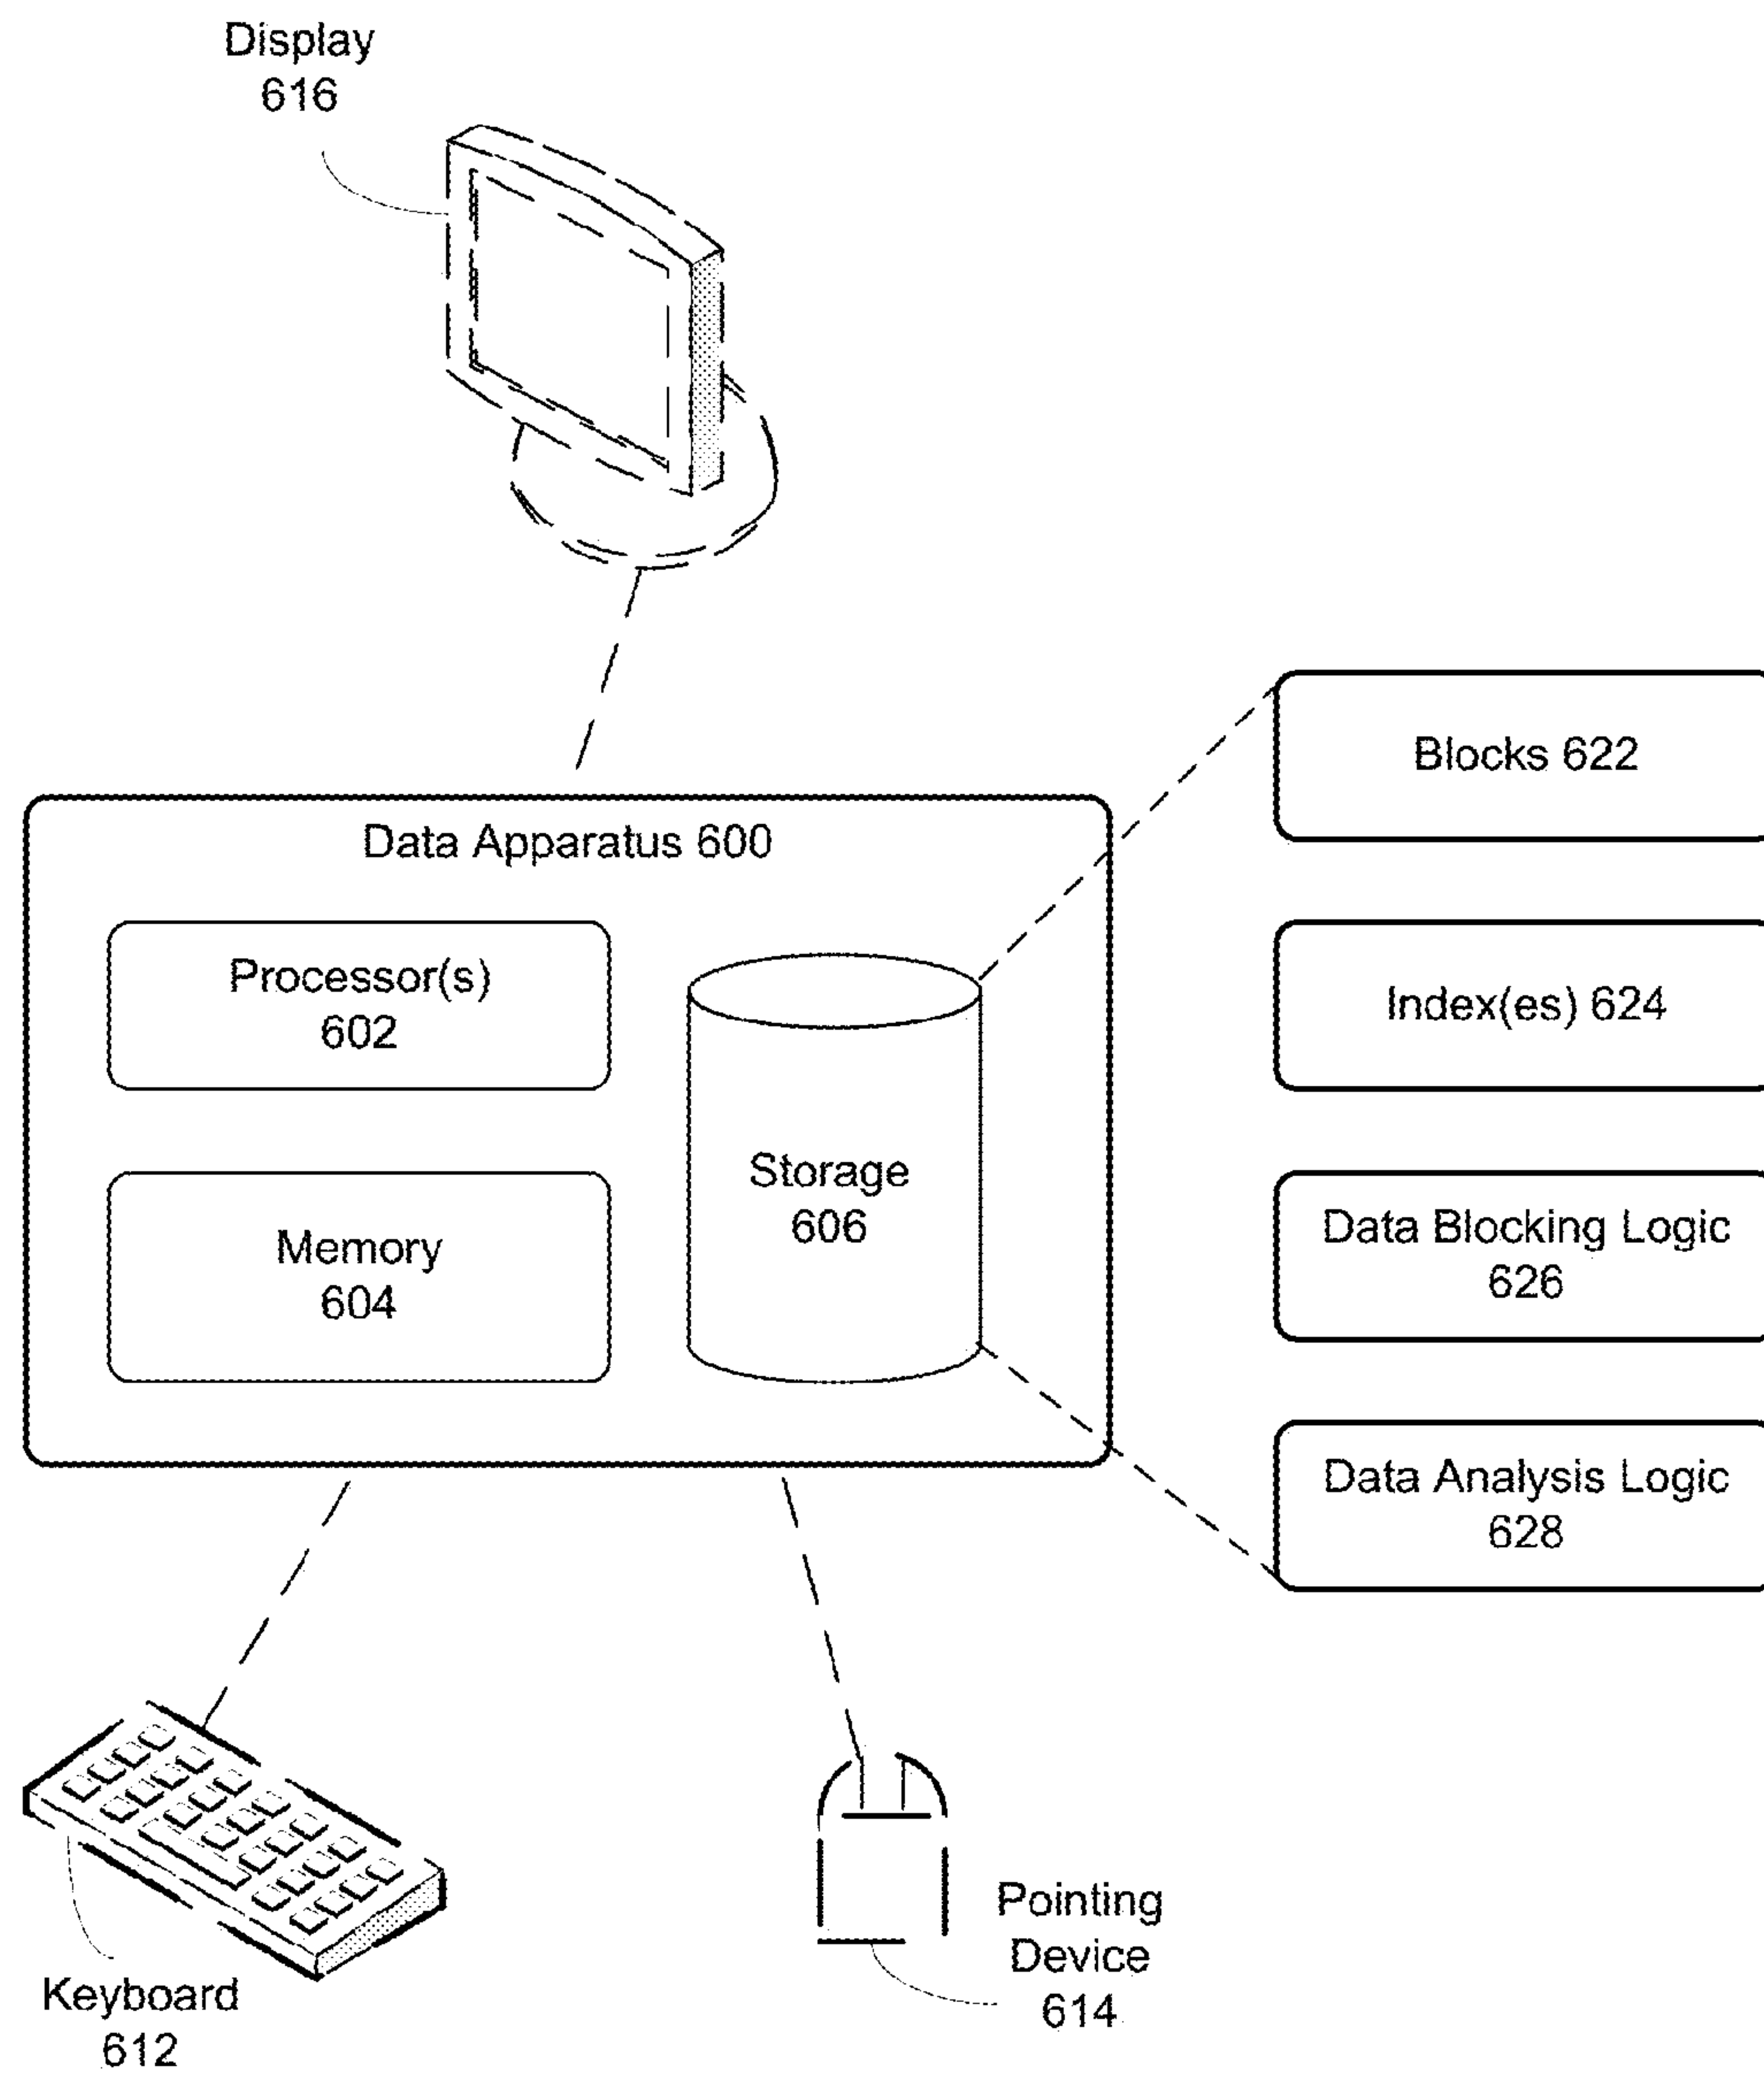 Display
616
Blocks 622
Data Apparatus 600
Processor(s)
602
Index(es) 624
Storage
606
Memory
604
Data Blocking Logic
626
Data Analysis Logic
628
Pointing
Device
614
Keyboard
612